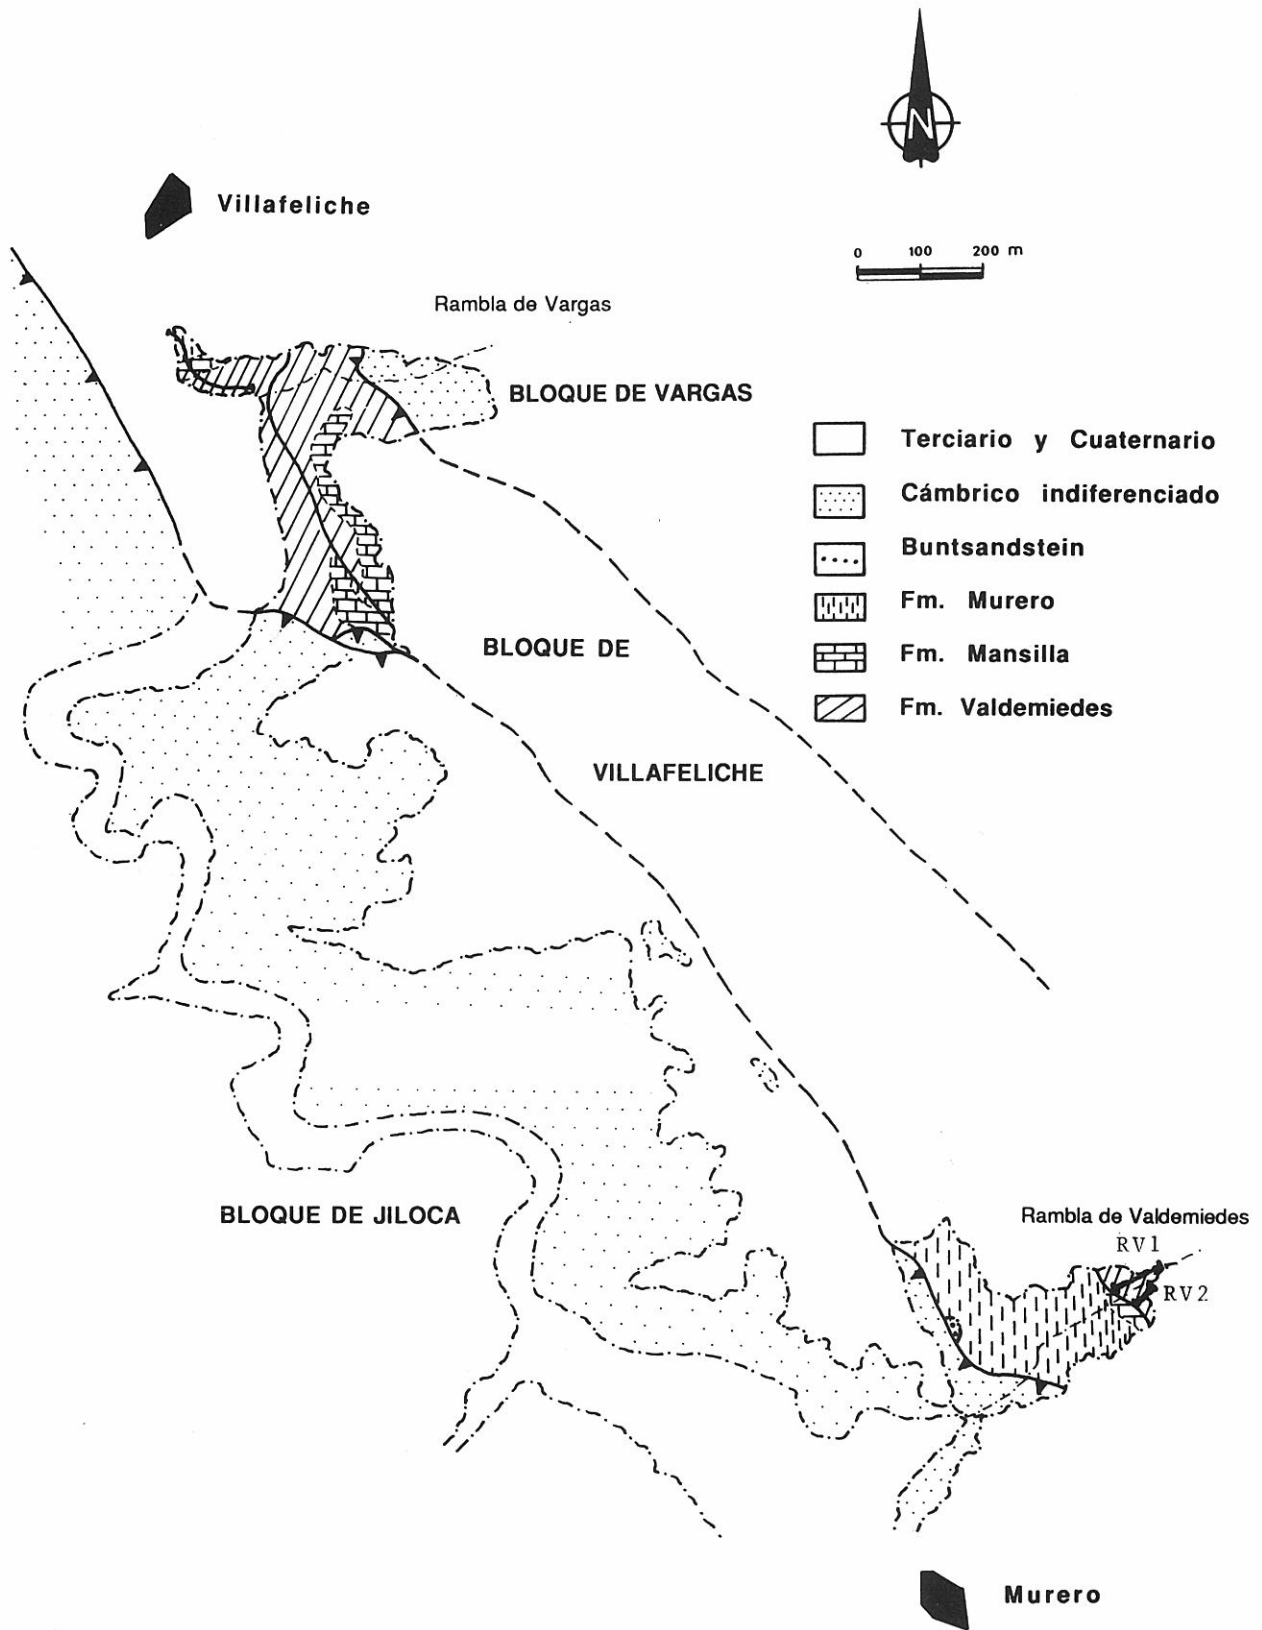 N
Villafeliche
0 100 200 m
Rambla de Vargas
BLOQUE DE VARGAS
Terciario y Cuaternario
Cámbrico indiferenciado
Buntsandstein
Fm. Murero
Fm. Mansilla
Fm. Valdemiedes
BLOQUE DE
VILLAFELICHE
BLOQUE DE JILOCA
Rambla de Valdemiedes
RV1
RV2
Murero